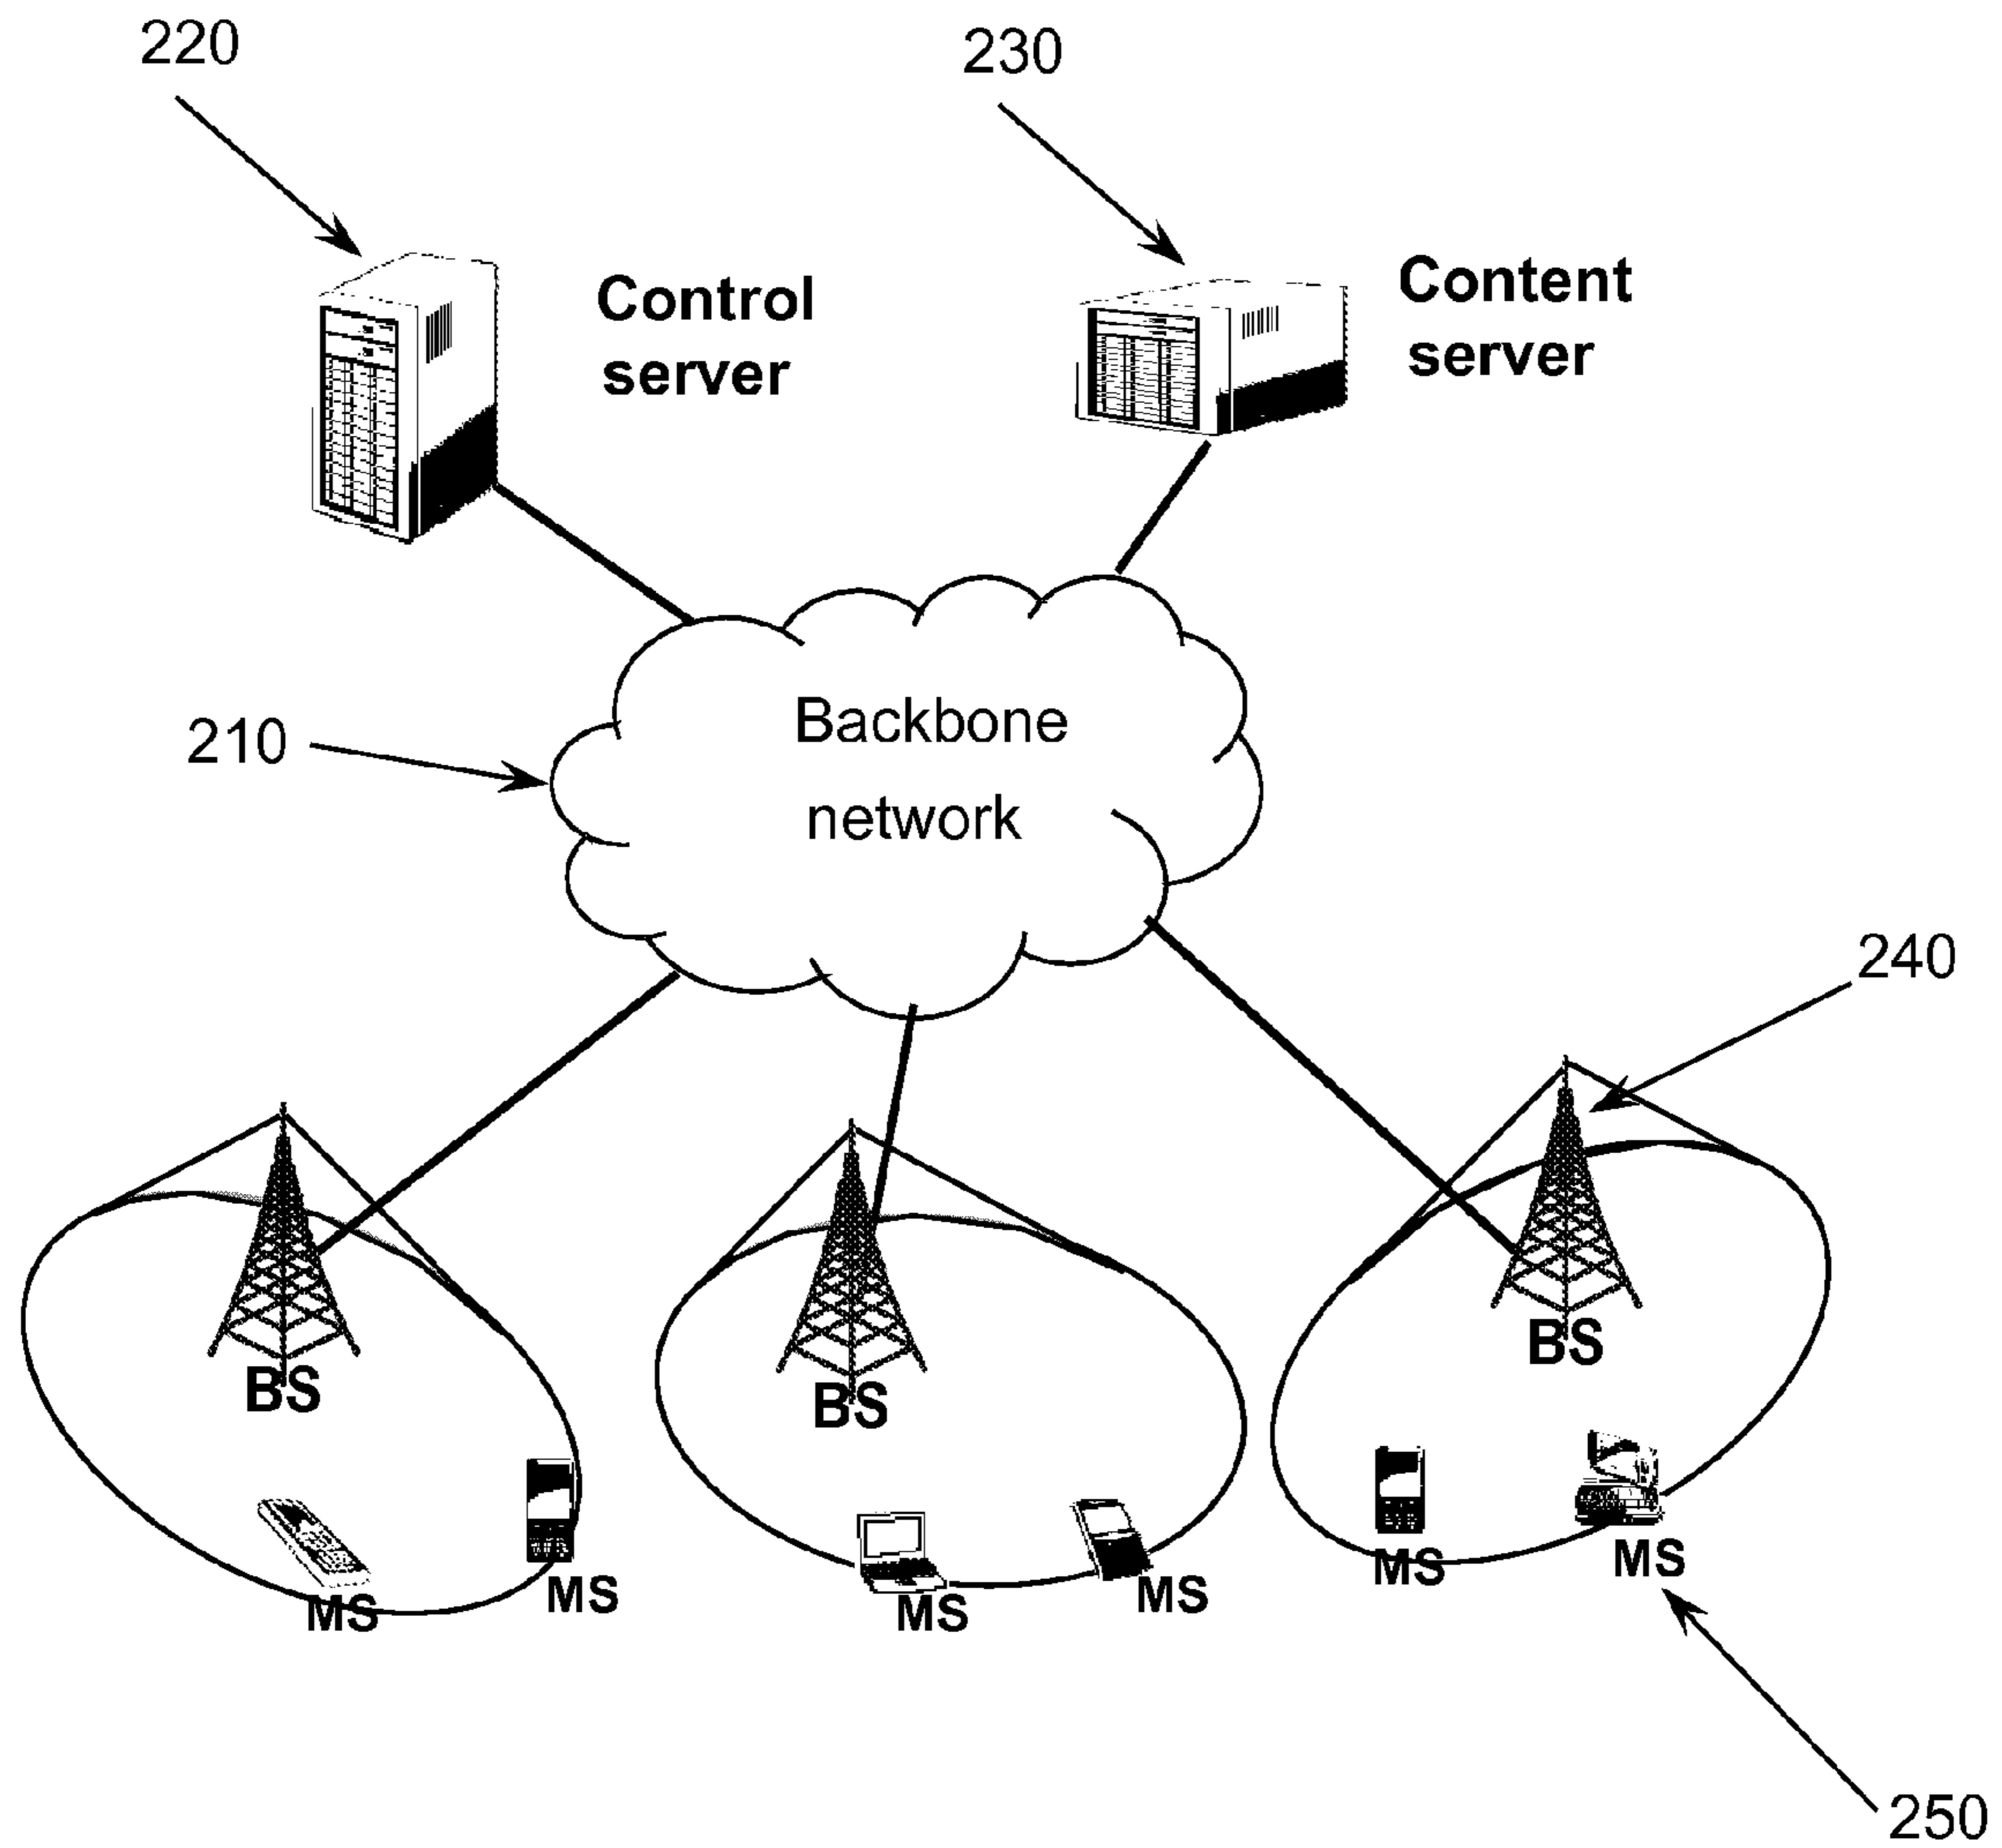 220
230
Control
server
Content
server
Backbone
network
210
240
BS
BS
BS
MS
MS
MS
MS
MS
MS
250